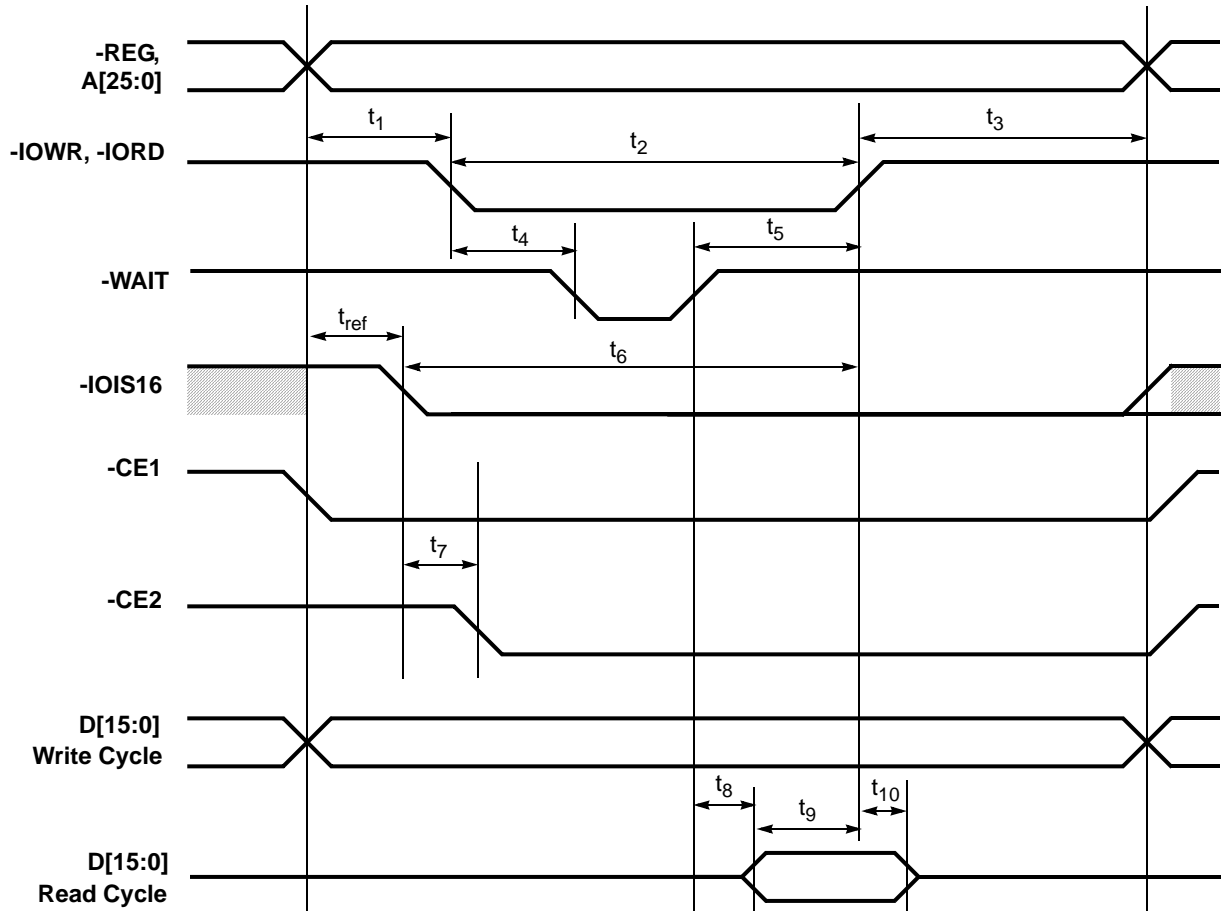 -REG,
A[25:0]
t1
t3
-IOWR, -IORD
t2
t4
t5
-WAIT
tref
t6
-IOIS16
-CE1
t7
-CE2
D[15:0]
Write Cycle
t8
t9
t10
D[15:0]
Read Cycle